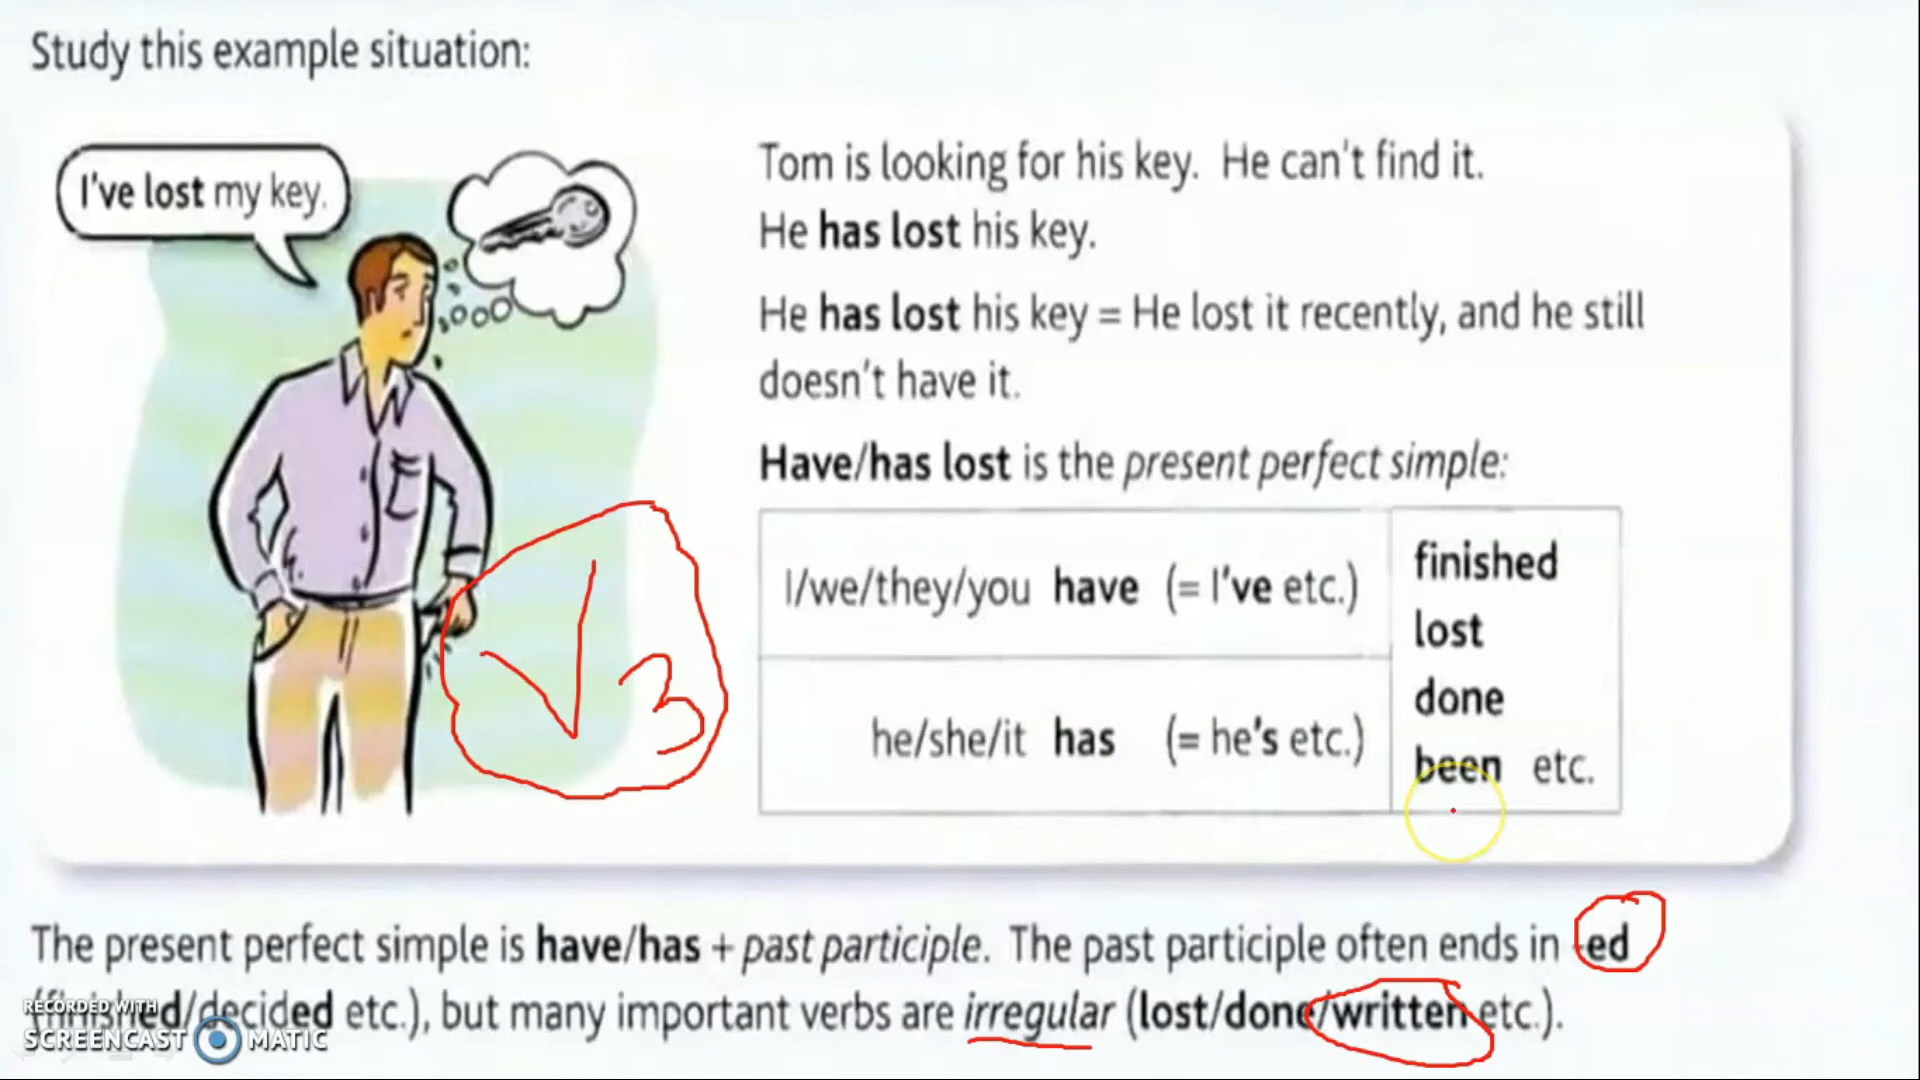 Study this example situation:
I've lost my key.
Tom is looking for his key. He can't find it.
He has lost his key.
He has lost his key = He lost it recently, and he still
doesn't have it.
Have/has lost is the present perfect simple:
I/we/they/you have (= I've etc.)
he/she/it has (= he's etc.)
finished
lost
done
been etc.
V3
The present perfect simple is have/has + past participle. The past participle often ends in -ed
/decided etc.), but many important verbs are irregular (lost/done/written etc.).
RECORDED WITH
SCREENCAST MATIC